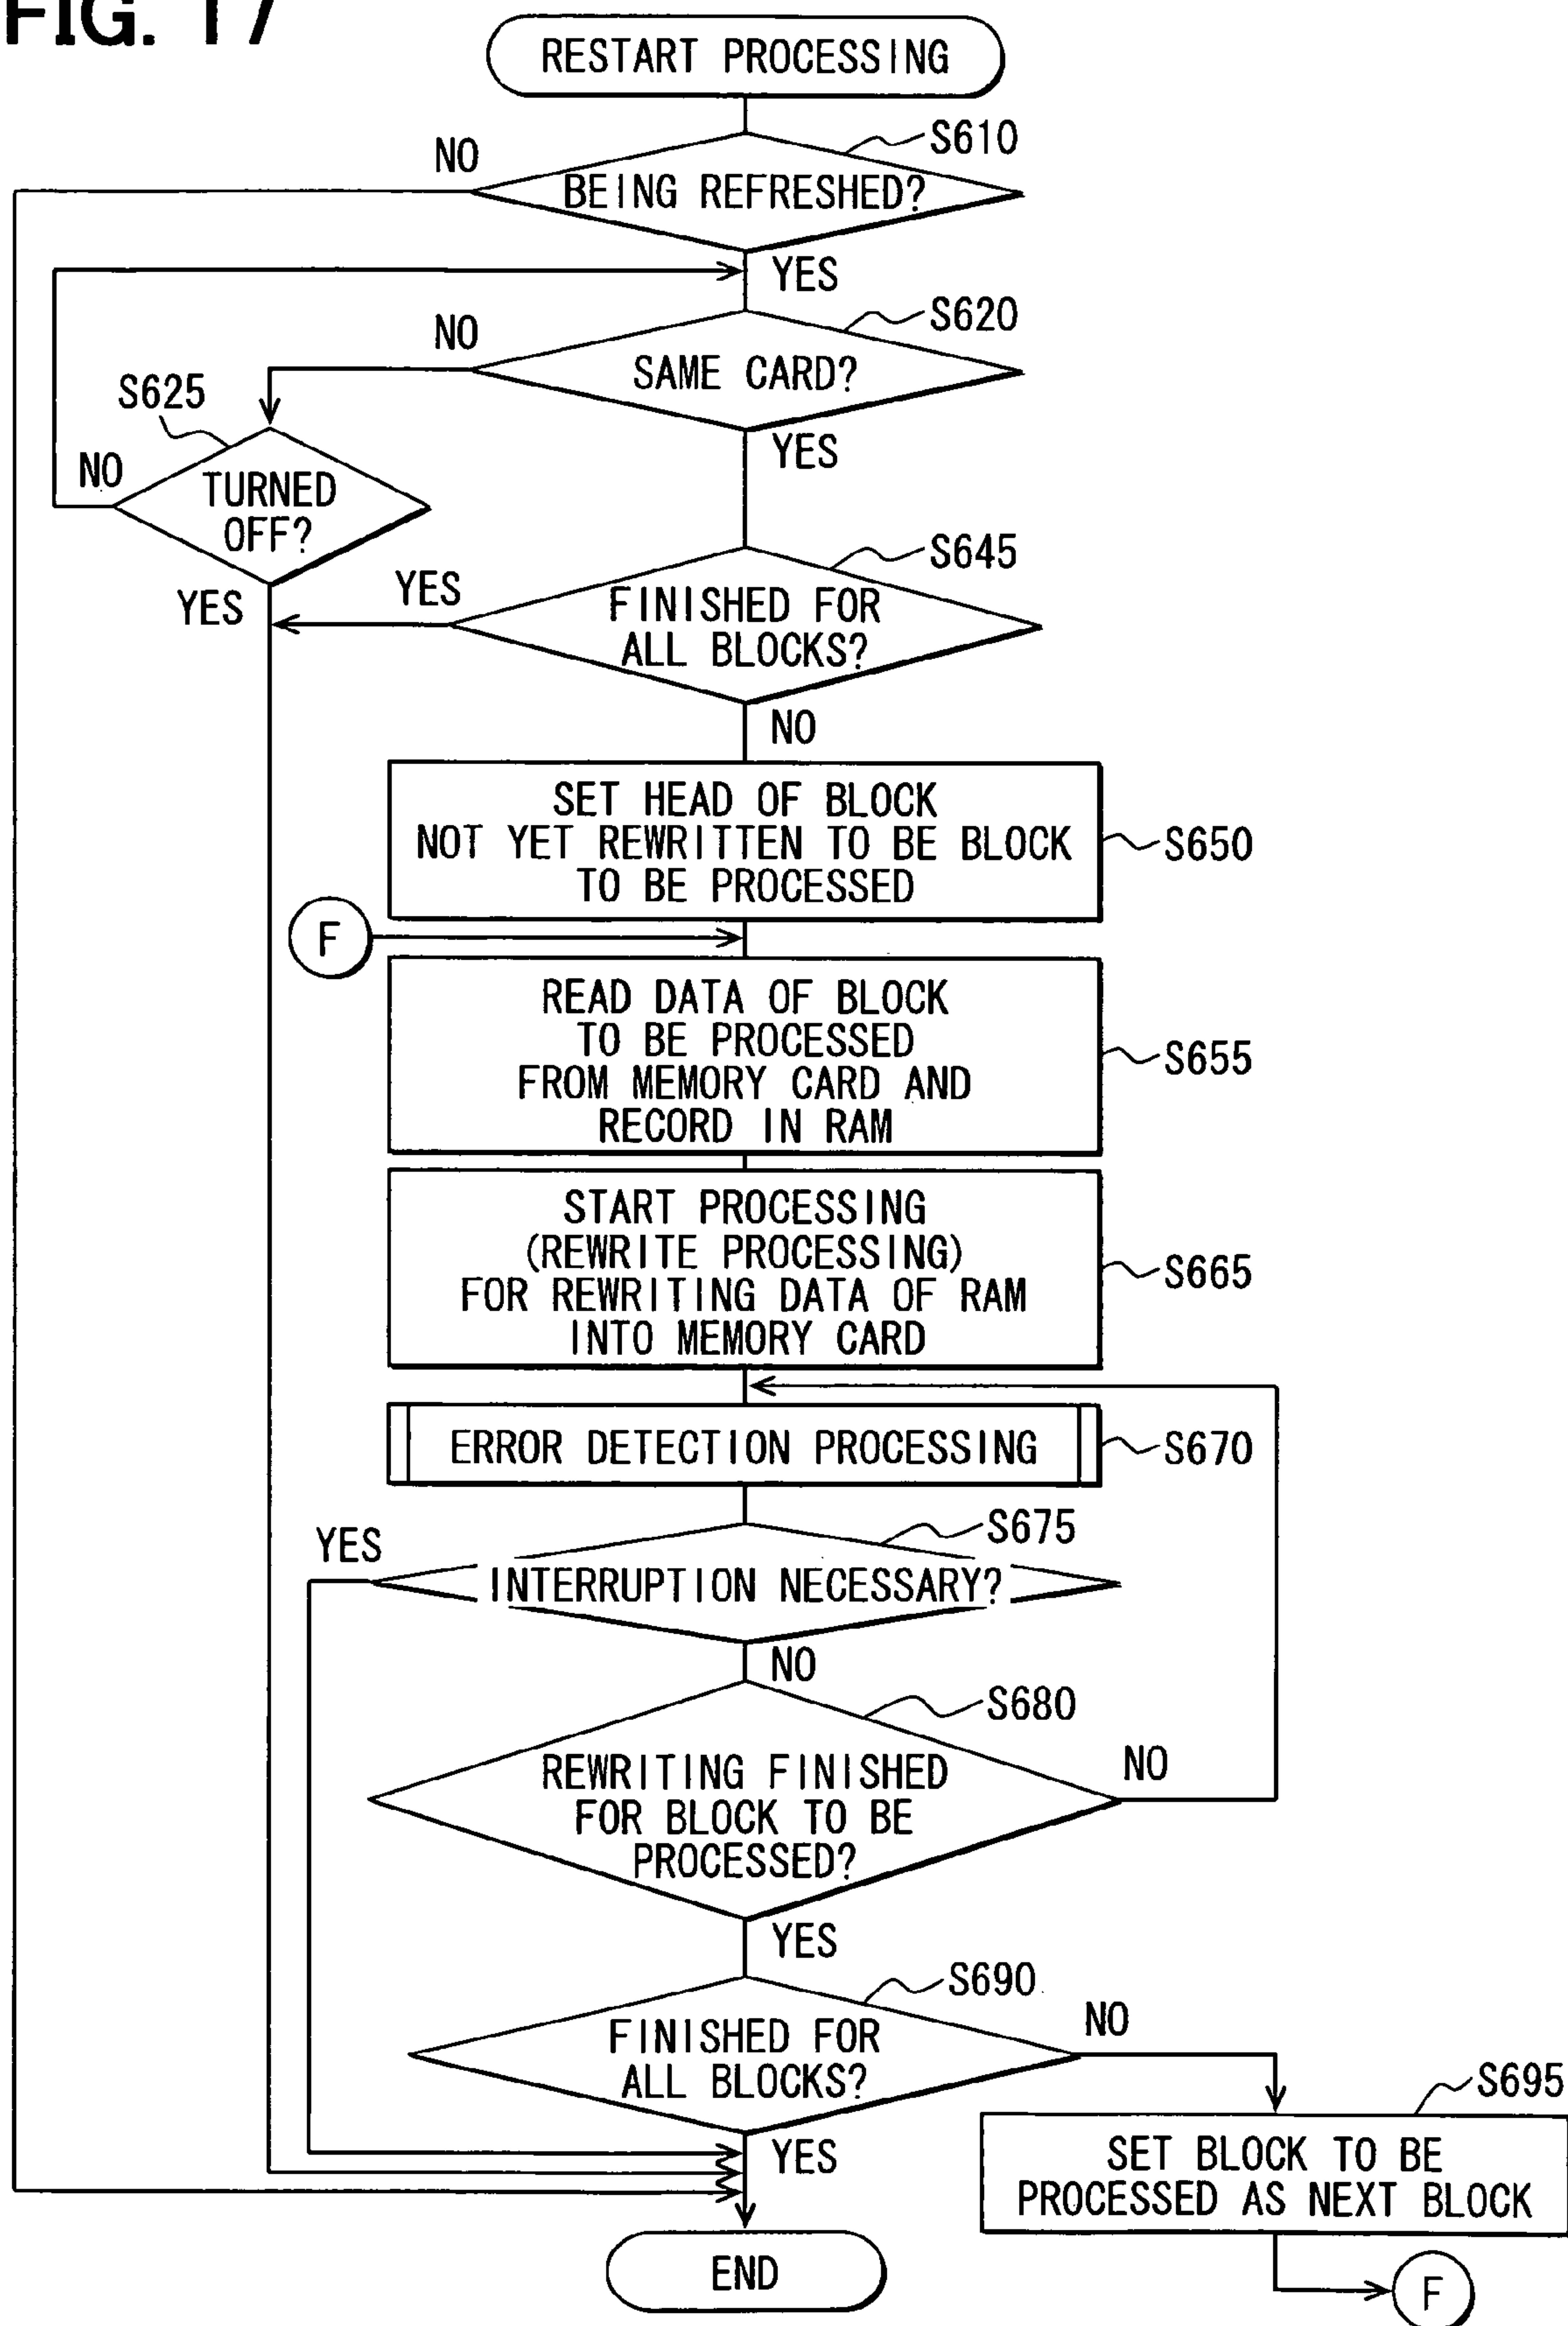 FIG. 17
RESTART PROCESSING
S610
NO
BEING REFRESHED?
YES
S620
NO
SAME CARD?
S625
YES
NO
TURNED
OFF?
S645
YES
YES
FINISHED FOR
ALL BLOCKS?
NO
SET HEAD OF BLOCK
NOT YET REWRITTEN TO BE BLOCK
TO BE PROCESSED
S650
F
READ DATA OF BLOCK
TO BE PROCESSED
FROM MEMORY CARD AND
RECORD IN RAM
S655
START PROCESSING
(REWRITE PROCESSING)
FOR REWRITING DATA OF RAM
INTO MEMORY CARD
S665
ERROR DETECTION PROCESSING
S670
S675
YES
INTERRUPTION NECESSARY?
NO
S680
NO
REWRITING FINISHED
FOR BLOCK TO BE
PROCESSED?
YES
S690
NO
FINISHED FOR
ALL BLOCKS?
S695
YES
SET BLOCK TO BE
PROCESSED AS NEXT BLOCK
END
F